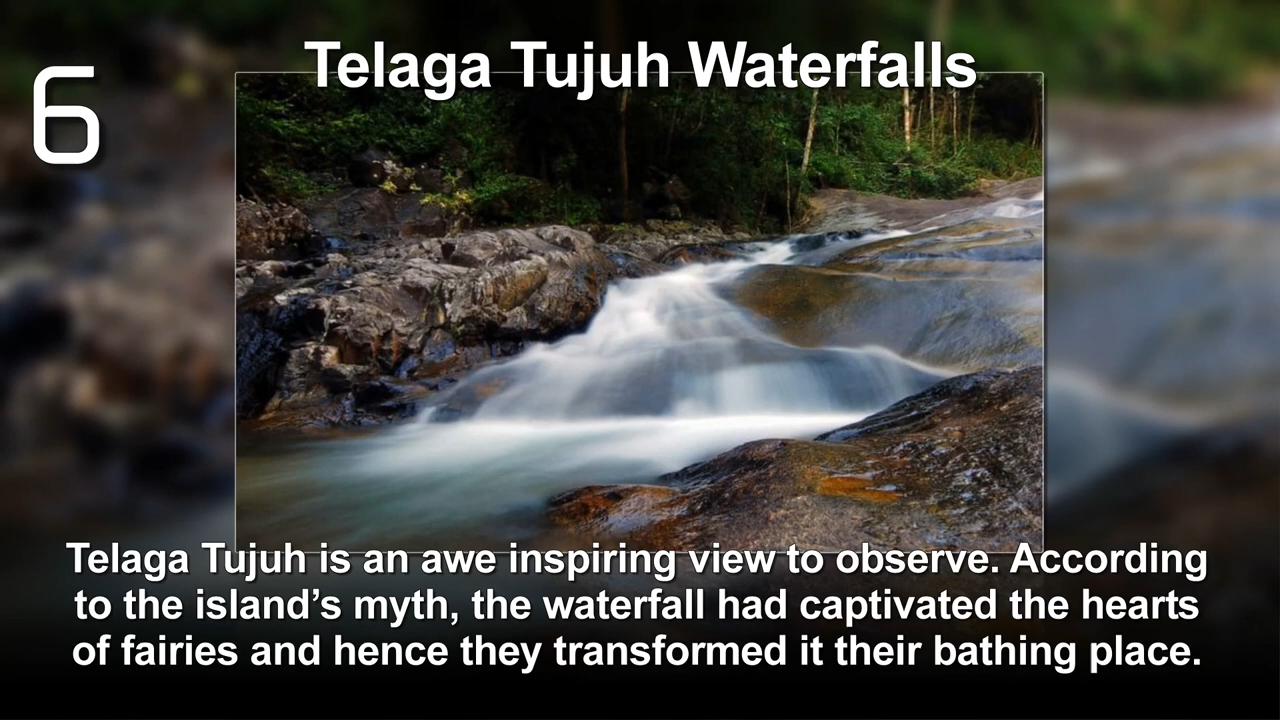 6
Telaga Tujuh Waterfalls
Telaga Tujuh is an awe inspiring view to observe. According
to the island’s myth, the waterfall had captivated the hearts
of fairies and hence they transformed it their bathing place.